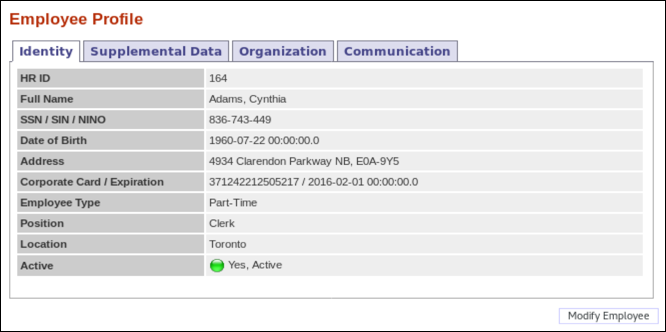 Employee Profile
Identity Supplemental Data Organization Communication
HR ID 164
Full Name Adams, Cynthia
SSN / SIN / NINO 836-743-449
Date of Birth 1960-07-22 00:00:00.0
Address 4934 Clarendon Parkway NB, E0A-9Y5
Corporate Card / Expiration 371242212505217 / 2016-02-01 00:00:00.0
Employee Type Part-Time
Position Clerk
Location Toronto
Active Yes, Active
Modify Employee